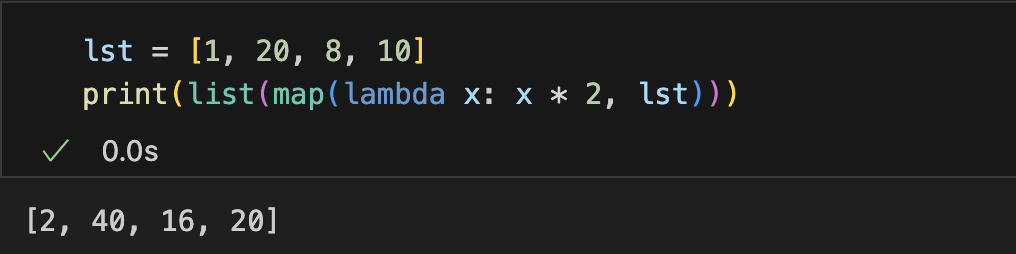 lst = [1, 20, 8, 10]
print(list(map(lambda x: x * 2, lst)))
✓ 0.0s
[2, 40, 16, 20]